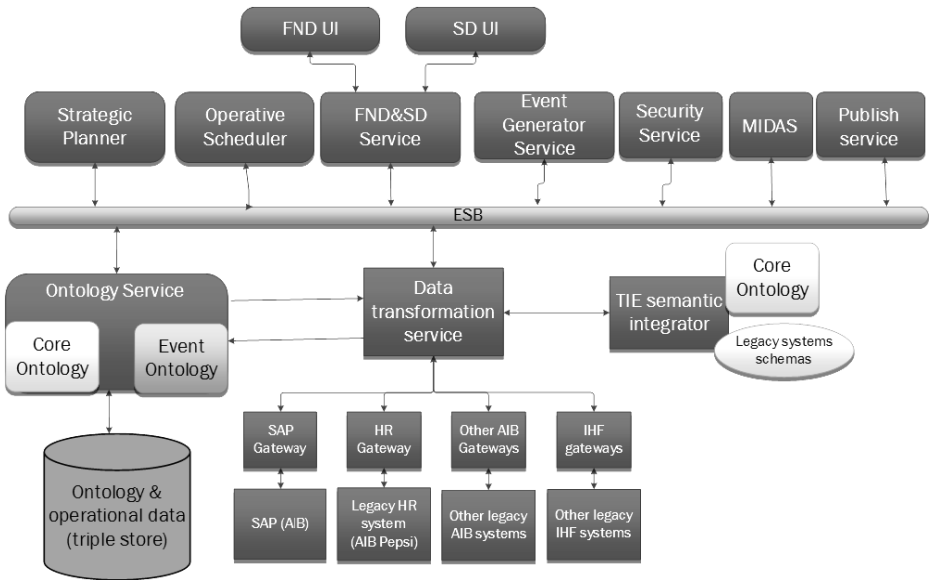 FND UI
SD UI
Strategic
Planner
Operative
Scheduler
FND&SD
Service
Event
Generator
Service
Security
Service
MIDAS
Publish
service
ESB
Ontology Service
Core
Ontology
Event
Ontology
Data
transformation
service
TIE semantic
integrator
Core
Ontology
Legacy systems
schemas
SAP
Gateway
HR
Gateway
Other AIB
Gateways
IHF
gateways
Ontology &
operational data
(triple store)
SAP (AIB)
Legacy HR
system
(AIB Pepsi)
Other legacy
AIB systems
Other legacy
IHF systems